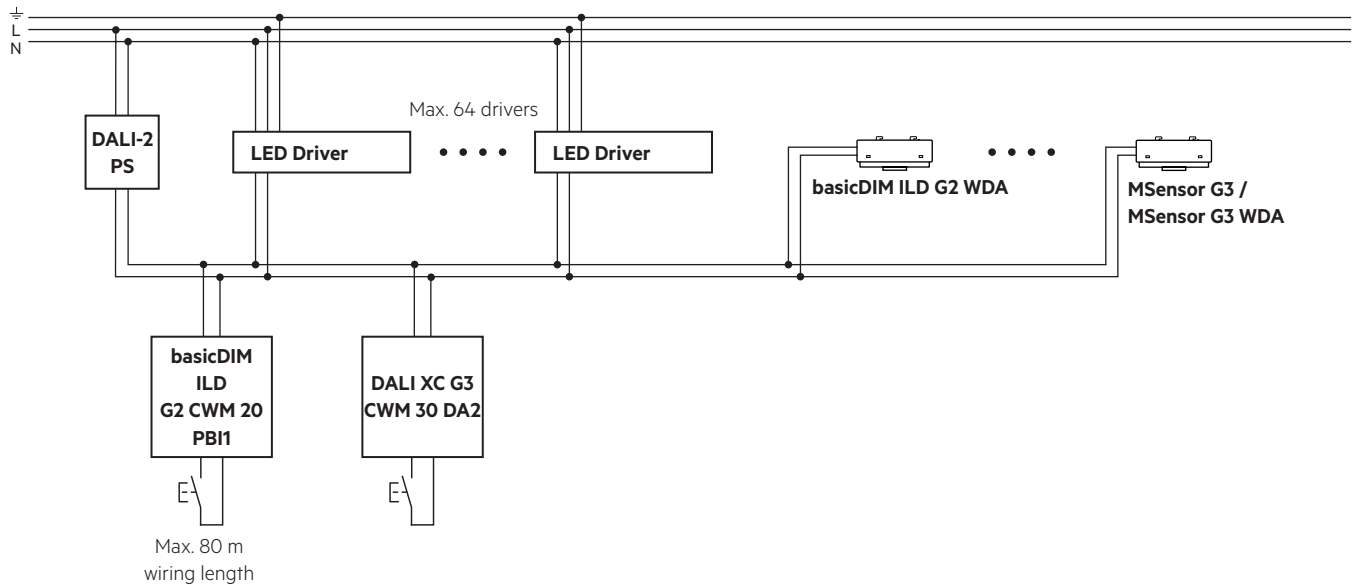 L
N
Max. 64 drivers
DALI-2
PS
LED Driver
LED Driver
basicDIM ILD G2 WDA
MSensor G3 /
MSensor G3 WDA
basicDIM
ILD
G2 CWM 20
PBI1
DALI XC G3
CWM 30 DA2
Max. 80 m
wiring length